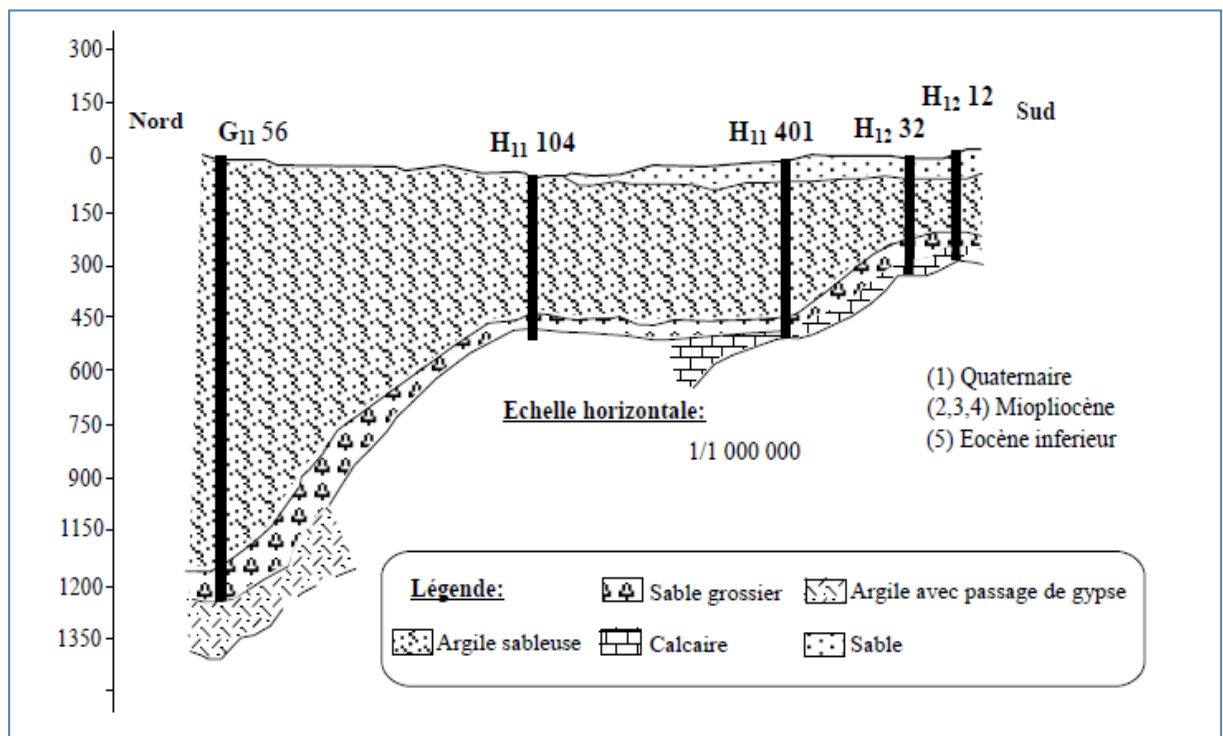 300
150
0
150
300
450
600
750
900
1150
1200
1350
Nord
G11 56
H11 104
H11 401
H12 32
H12 12
Sud
Echelle horizontale:
1/1 000 000
(1) Quaternaire
(2,3,4) Miopliocène
(5) Eocène inferieur
Légende:
Sable grossier
Argile avec passage de gypse
Argile sableuse
Calcaire
Sable